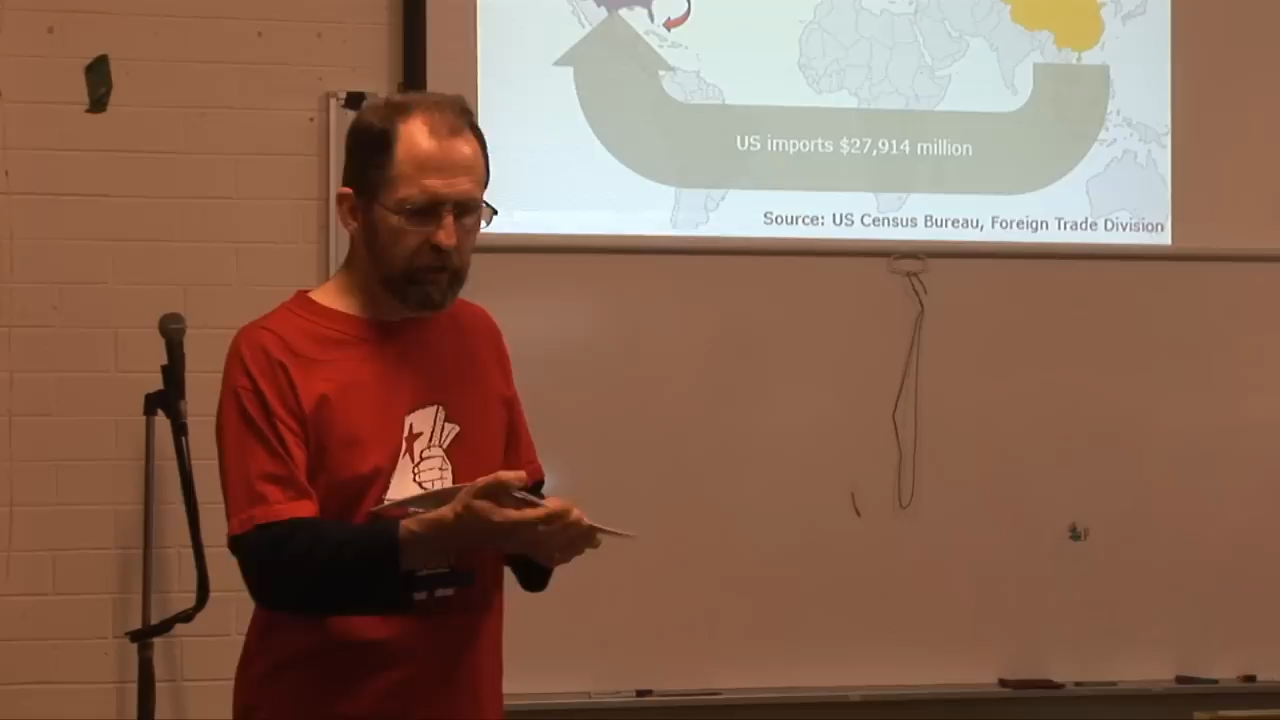 US imports $27,914 million
Source: US Census Bureau, Foreign Trade Division